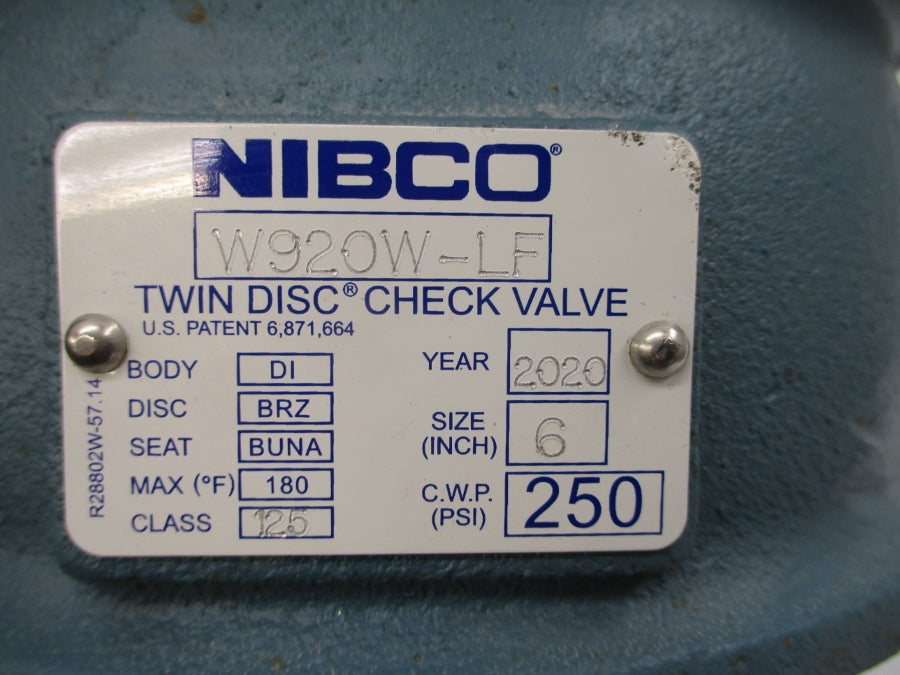 NIBCO®
W920W-LF
TWIN DISC® CHECK VALVE
U.S. PATENT 6,871,664
BODY DI
DISC BRZ
SEAT BUNA
MAX (°F) 180
CLASS 125
YEAR 2020
SIZE
(INCH) 6
C.W.P.
(PSI) 250
R28802W-57.14